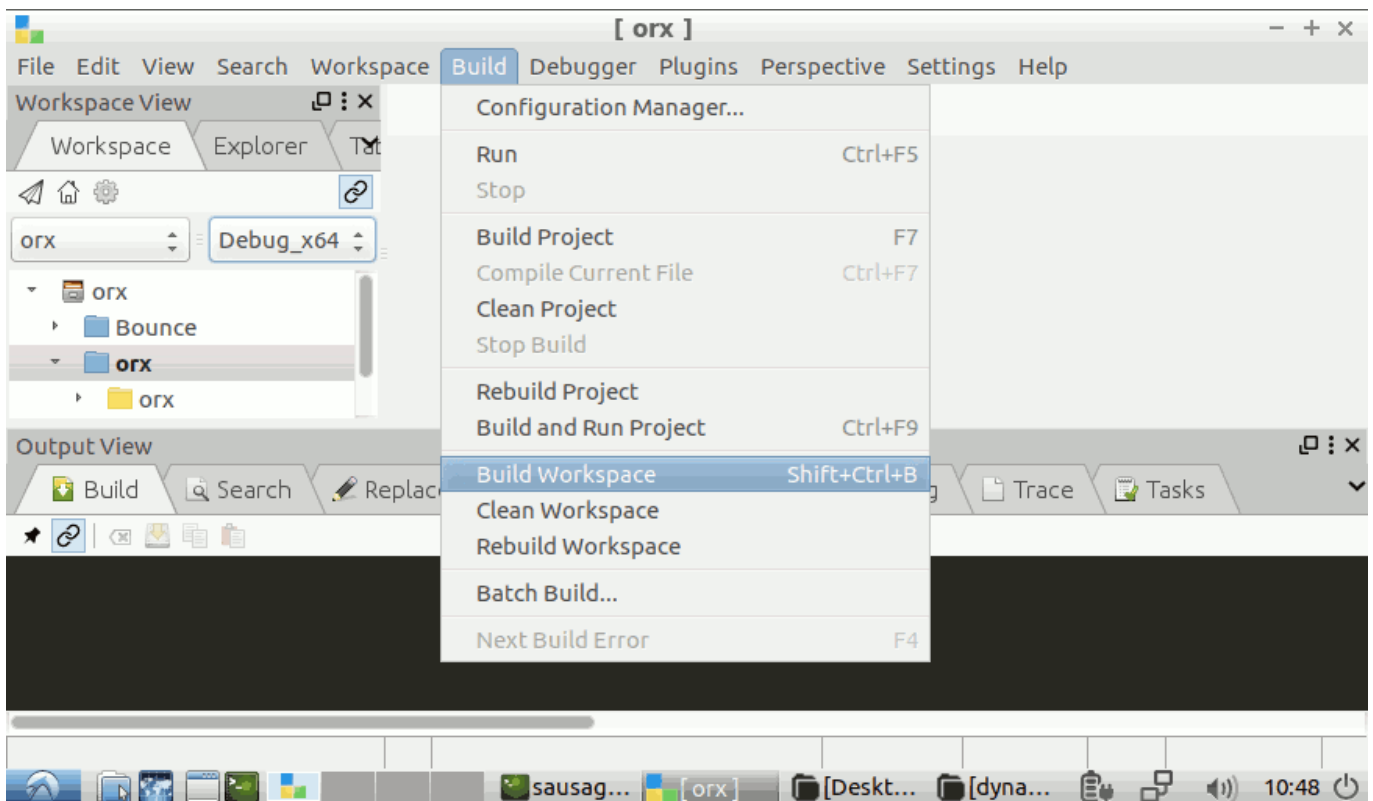 [ orx ]
File Edit View Search Workspace Build Debugger Plugins Perspective Settings Help
Workspace View
Workspace Explorer
orx Debug_x64
orx
Bounce
orx
orx
Configuration Manager...
Run Ctrl+F5
Stop
Build Project F7
Compile Current File Ctrl+F7
Clean Project
Stop Build
Rebuild Project
Build and Run Project Ctrl+F9
Build Workspace Shift+Ctrl+B
Clean Workspace
Rebuild Workspace
Batch Build...
Next Build Error F4
Output View
Build Search Replac
g Trace Tasks
sausag... [ orx ] [Deskt... [dyna... 10:48